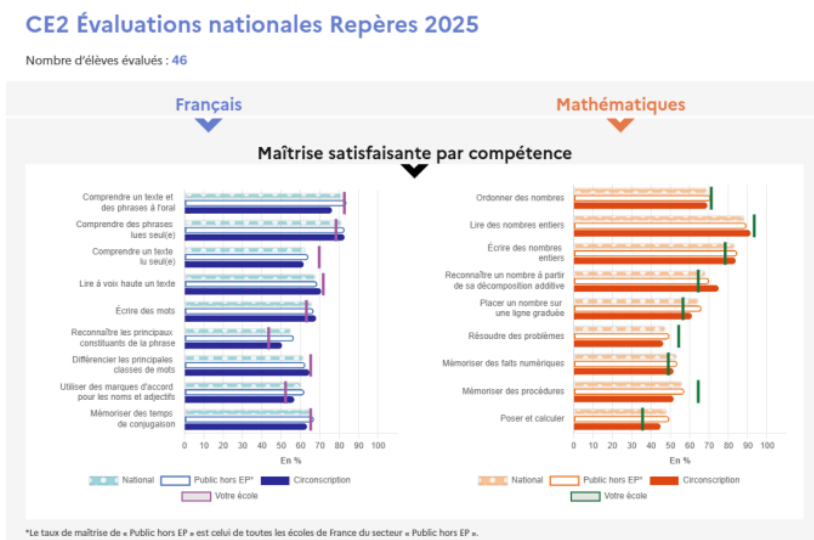 CE2 Évaluations nationales Repères 2025
Nombre d'élèves évalués : 46
Français
Mathématiques
Maîtrise satisfaisante par compétence
Comprendre un texte et
des phrases à l'oral
Comprendre des phrases
lues seul(e)
Comprendre un texte
lu seul(e)
Lire à voix haute un texte
Écrire des mots
Reconnaître les principaux
constituants de la phrase
Différencier les principales
classes de mots
Utiliser des marques d'accord
pour les noms et adjectifs
Mémoriser des temps
de conjugaison
0 10 20 30 40 50 60 70 80 90 100
En %
National Public hors EP* Circonscription
Votre école
Ordonner des nombres
Lire des nombres entiers
Écrire des nombres
entiers
Reconnaître un nombre à partir
de sa décomposition additive
Placer un nombre sur
une ligne graduée
Résoudre des problèmes
Mémoriser des faits numériques
Mémoriser des procédures
Poser et calculer
0 10 20 30 40 50 60 70 80 90 100
En %
National Public hors EP* Circonscription
Votre école
*Le taux de maîtrise de « Public hors EP » est celui de toutes les écoles de France du secteur « Public hors EP ».